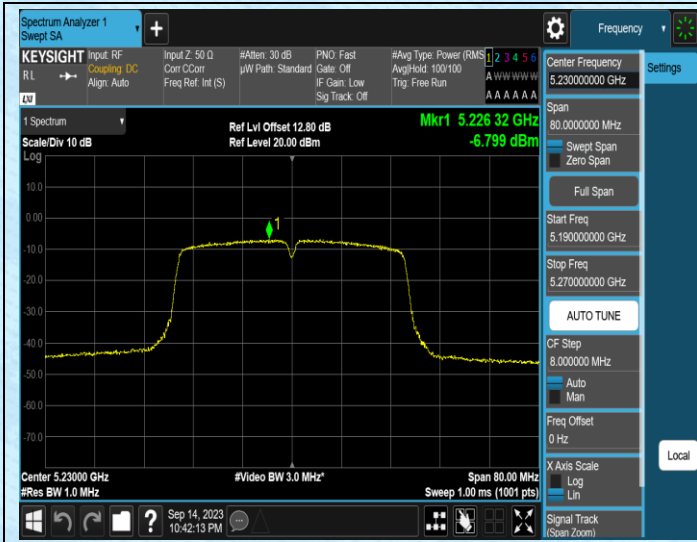 Spectrum Analyzer 1
Swept SA
Frequency
KEYSIGHT
RL
LXI
Input: RF
Coupling: DC
Align: Auto
Input Z: 50 Ω
Corr CCorr
Freq Ref: Int (S)
#Atten: 30 dB
µW Path: Standard
PNO: Fast
Gate: Off
IF Gain: Low
Sig Track: Off
#Avg Type: Power (RMS
Avg|Hold: 100/100
Trig: Free Run
1 2 3 4 5 6
A W W W W W
A A A A A A
1 Spectrum
Scale/Div 10 dB
Log
Ref Lvl Offset 12.80 dB
Ref Level 20.00 dBm
Mkr1 5.226 32 GHz
-6.799 dBm
10.0
0.00
-10.0
-20.0
-30.0
-40.0
-50.0
-60.0
-70.0
1
Center 5.23000 GHz
#Res BW 1.0 MHz
#Video BW 3.0 MHz*
Span 80.00 MHz
Sweep 1.00 ms (1001 pts)
?
Sep 14, 2023
10:42:13 PM
Center Frequency
5.230000000 GHz
Span
80.0000000 MHz
Swept Span
Zero Span
Full Span
Start Freq
5.190000000 GHz
Stop Freq
5.270000000 GHz
AUTO TUNE
CF Step
8.000000 MHz
Auto
Man
Freq Offset
0 Hz
X Axis Scale
Log
Lin
Signal Track
(Span Zoom)
Settings
Local